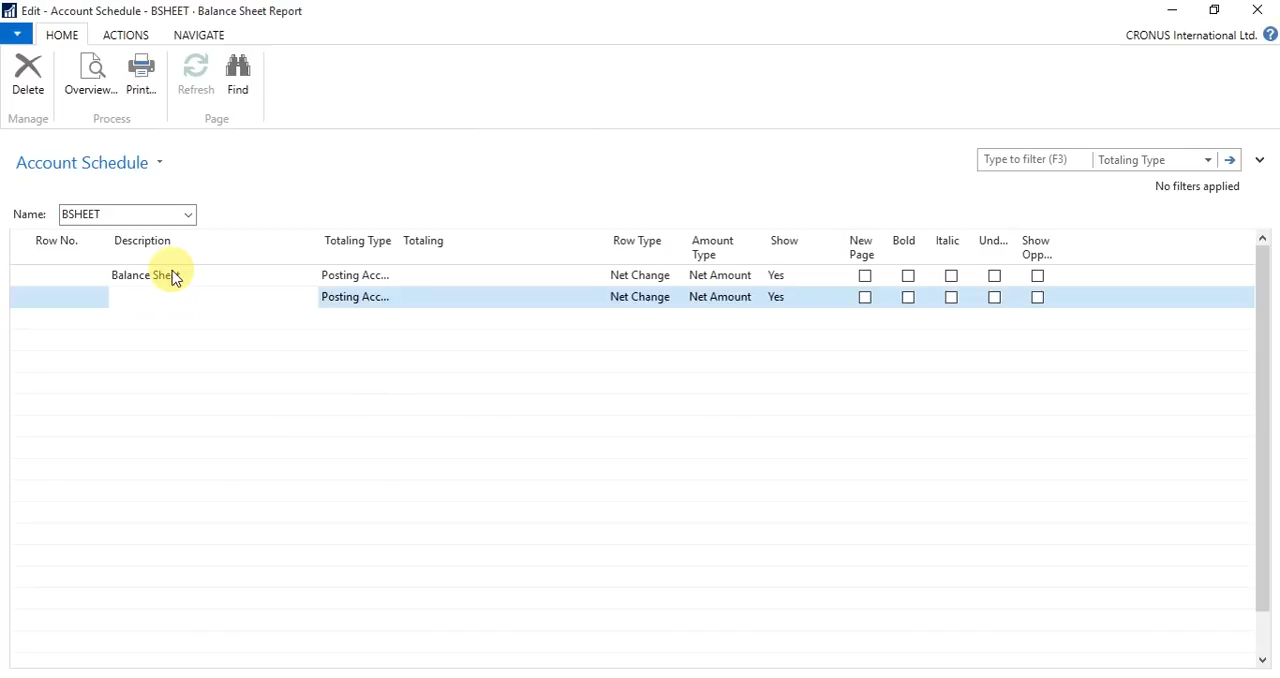 Edit - Account Schedule - BSHEET · Balance Sheet Report
HOME ACTIONS NAVIGATE CRONUS International Ltd. ?
Delete Overview... Print... Refresh Find
Manage Process Page
Account Schedule Type to filter (F3) Totaling Type
No filters applied
Name: BSHEET
Row No. Description Totaling Type Totaling Row Type Amount Type Show New Page Bold Italic Und... Show Opp...
Balance Sheet Posting Acc... Net Change Net Amount Yes
Posting Acc... Net Change Net Amount Yes